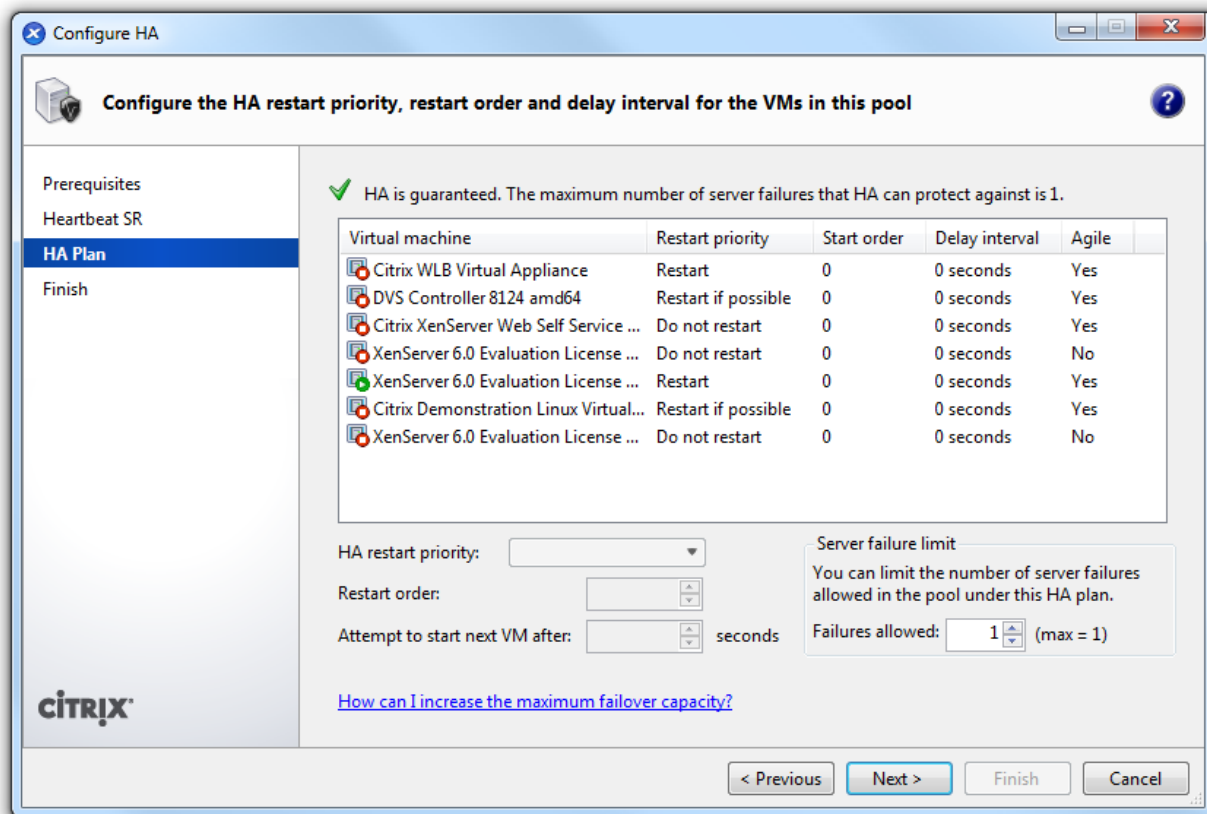 Configure HA
Configure the HA restart priority, restart order and delay interval for the VMs in this pool
?
Prerequisites
Heartbeat SR
HA Plan
Finish
HA is guaranteed. The maximum number of server failures that HA can protect against is 1.
Virtual machine Restart priority Start order Delay interval Agile
Citrix WLB Virtual Appliance Restart 0 0 seconds Yes
DVS Controller 8124 amd64 Restart if possible 0 0 seconds Yes
Citrix XenServer Web Self Service ... Do not restart 0 0 seconds Yes
XenServer 6.0 Evaluation License ... Do not restart 0 0 seconds No
XenServer 6.0 Evaluation License ... Restart 0 0 seconds Yes
Citrix Demonstration Linux Virtual... Restart if possible 0 0 seconds Yes
XenServer 6.0 Evaluation License ... Do not restart 0 0 seconds No
HA restart priority:
Restart order:
Attempt to start next VM after: seconds
Server failure limit
You can limit the number of server failures
allowed in the pool under this HA plan.
Failures allowed: 1 (max = 1)
How can I increase the maximum failover capacity?
CITRIX
< Previous Next > Finish Cancel